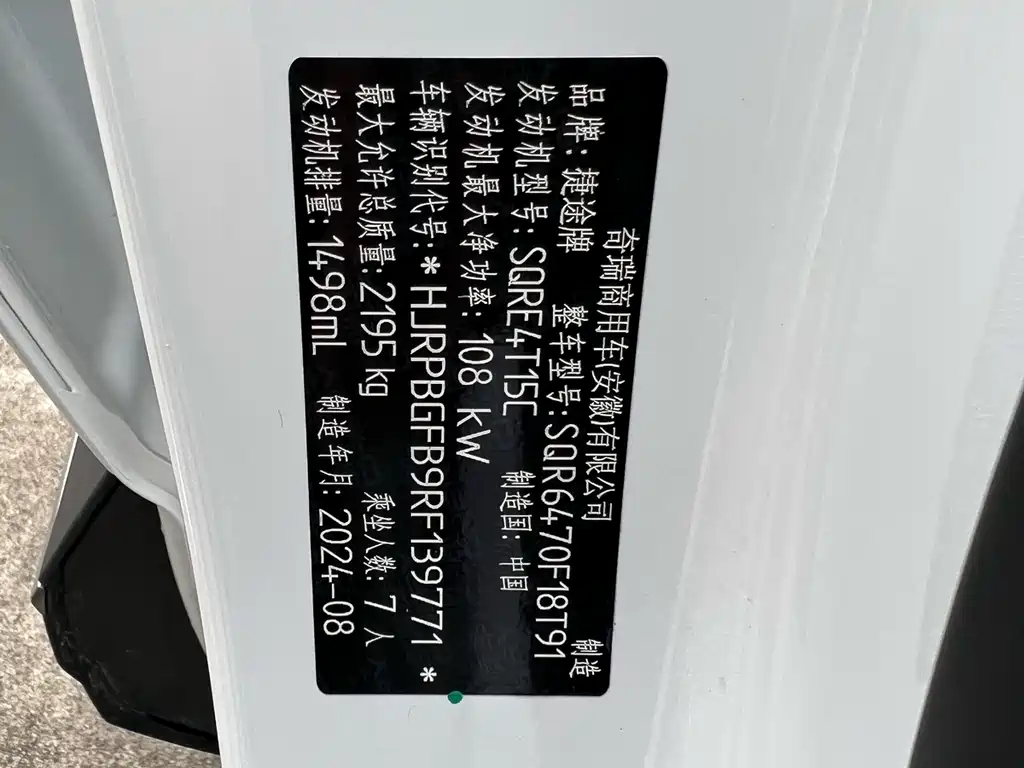 奇瑞商用车(安徽)有限公司 制造
品牌:捷途牌 整车型号:SQR6470F18T91
发动机型号:SQRE4T15C 制造国:中国
发动机最大净功率:108 kW
车辆识别代号:*HJRPBGFB9RF139771*
最大允许总质量:2195 kg 乘坐人数:7人
发动机排量:1498mL 制造年月:2024-08